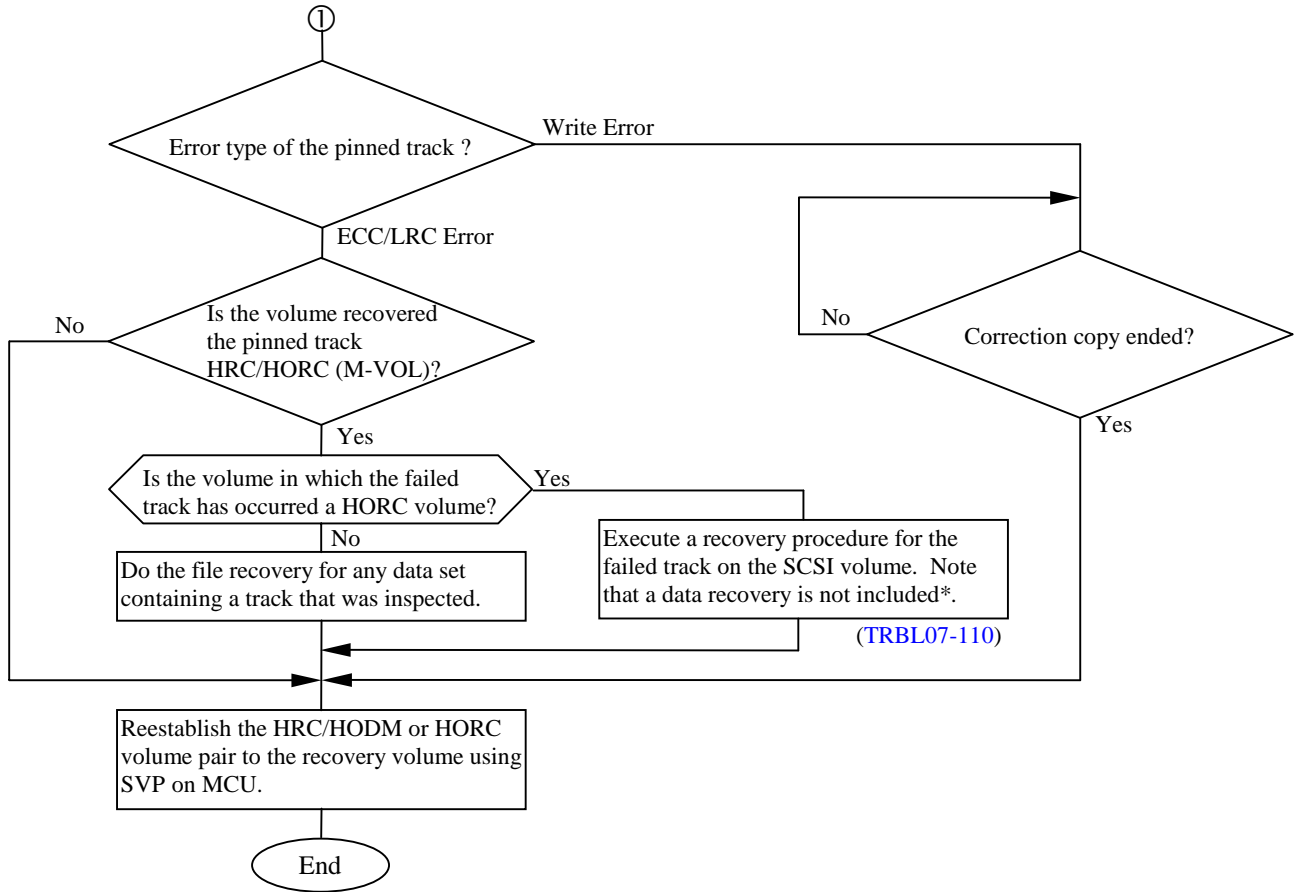 ①
Error type of the pinned track ?
Write Error
ECC/LRC Error
Is the volume recovered
the pinned track
HRC/HORC (M-VOL)?
No
Yes
Correction copy ended?
No
Yes
Is the volume in which the failed
track has occurred a HORC volume?
Yes
No
Execute a recovery procedure for the
failed track on the SCSI volume.  Note
that a data recovery is not included*.
(TRBL07-110)
Do the file recovery for any data set
containing a track that was inspected.
Reestablish the HRC/HODM or HORC
volume pair to the recovery volume using
SVP on MCU.
End